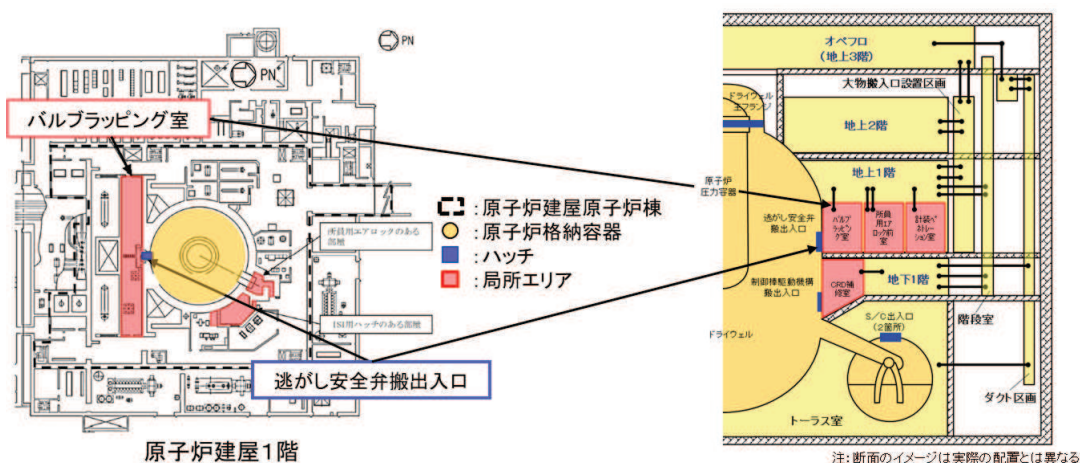 PN
PN
バルブラッピング室
所員用エアロックのある
部屋
ISI用ハッチのある部屋
逃がし安全弁搬出入口
原子炉建屋1階
:原子炉建屋原子炉棟
:原子炉格納容器
:ハッチ
:局所エリア
オペフロ
(地上3階)
大物搬入口設置区画
ドライウェル
主フランジ
地上2階
地上1階
原子炉
圧力容器
逃がし安全弁
搬出入口
バルブ
ラッピン
グ室
所員
用エア
ロック前
室
計装ペ
ネトレー
ション室
制御棒駆動機構
搬出入口
CRD補
修室
地下1階
S/C出入口
(2箇所)
階段室
ドライウェル
トーラス室
ダクト区画
注:断面のイメージは実際の配置とは異なる